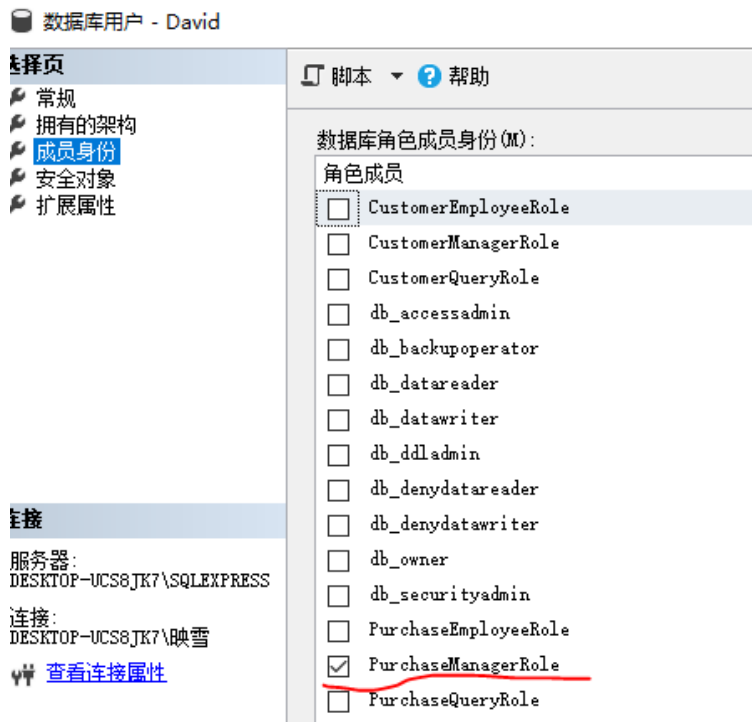 数据库用户 - David
选择页
常规
拥有的架构
成员身份
安全对象
扩展属性
连接
服务器:
DESKTOP-UCS8JK7\SQLEXPRESS
连接:
DESKTOP-UCS8JK7\映雪
查看连接属性
脚本
帮助
数据库角色成员身份(M):
角色成员
CustomerEmployeeRole
CustomerManagerRole
CustomerQueryRole
db_accessadmin
db_backupoperator
db_datareader
db_datawriter
db_ddladmin
db_denydatareader
db_denydatawriter
db_owner
db_securityadmin
PurchaseEmployeeRole
PurchaseManagerRole
PurchaseQueryRole